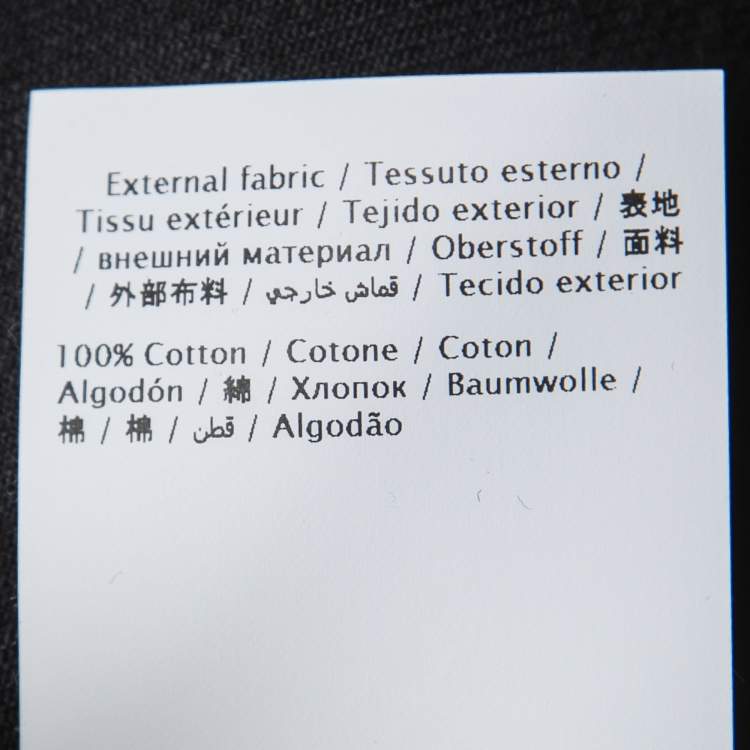 External fabric / Tessuto esterno /
Tissu extérieur / Tejido exterior / 表地
/ внешний материал / Oberstoff / 面料
/ 外部布料 / قماش خارجي / Tecido exterior
100% Cotton / Cotone / Coton /
Algodón / 綿 / Хлопок / Baumwolle /
棉 / 棉 / قطن / Algodão